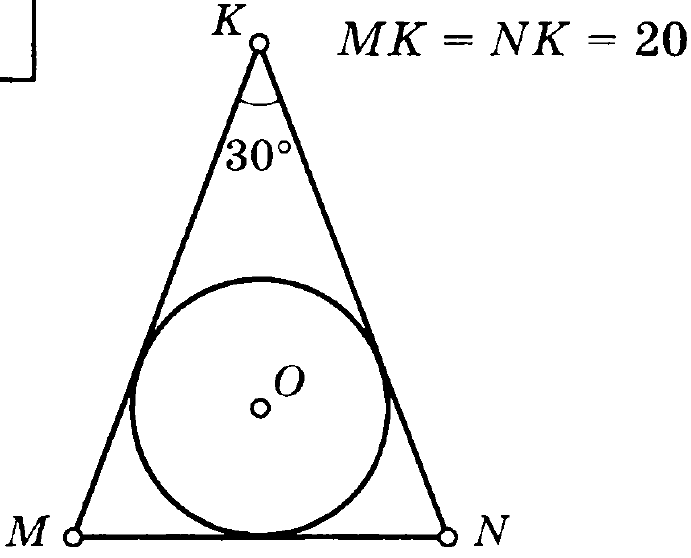 K
MK = NK = 20
30°
O
M
N